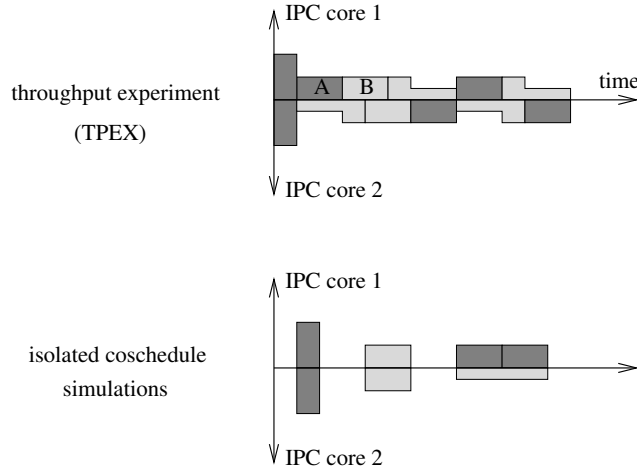 IPC core 1
throughput experiment
(TPEX)
A
B
time
IPC core 2
IPC core 1
isolated coschedule
simulations
IPC core 2